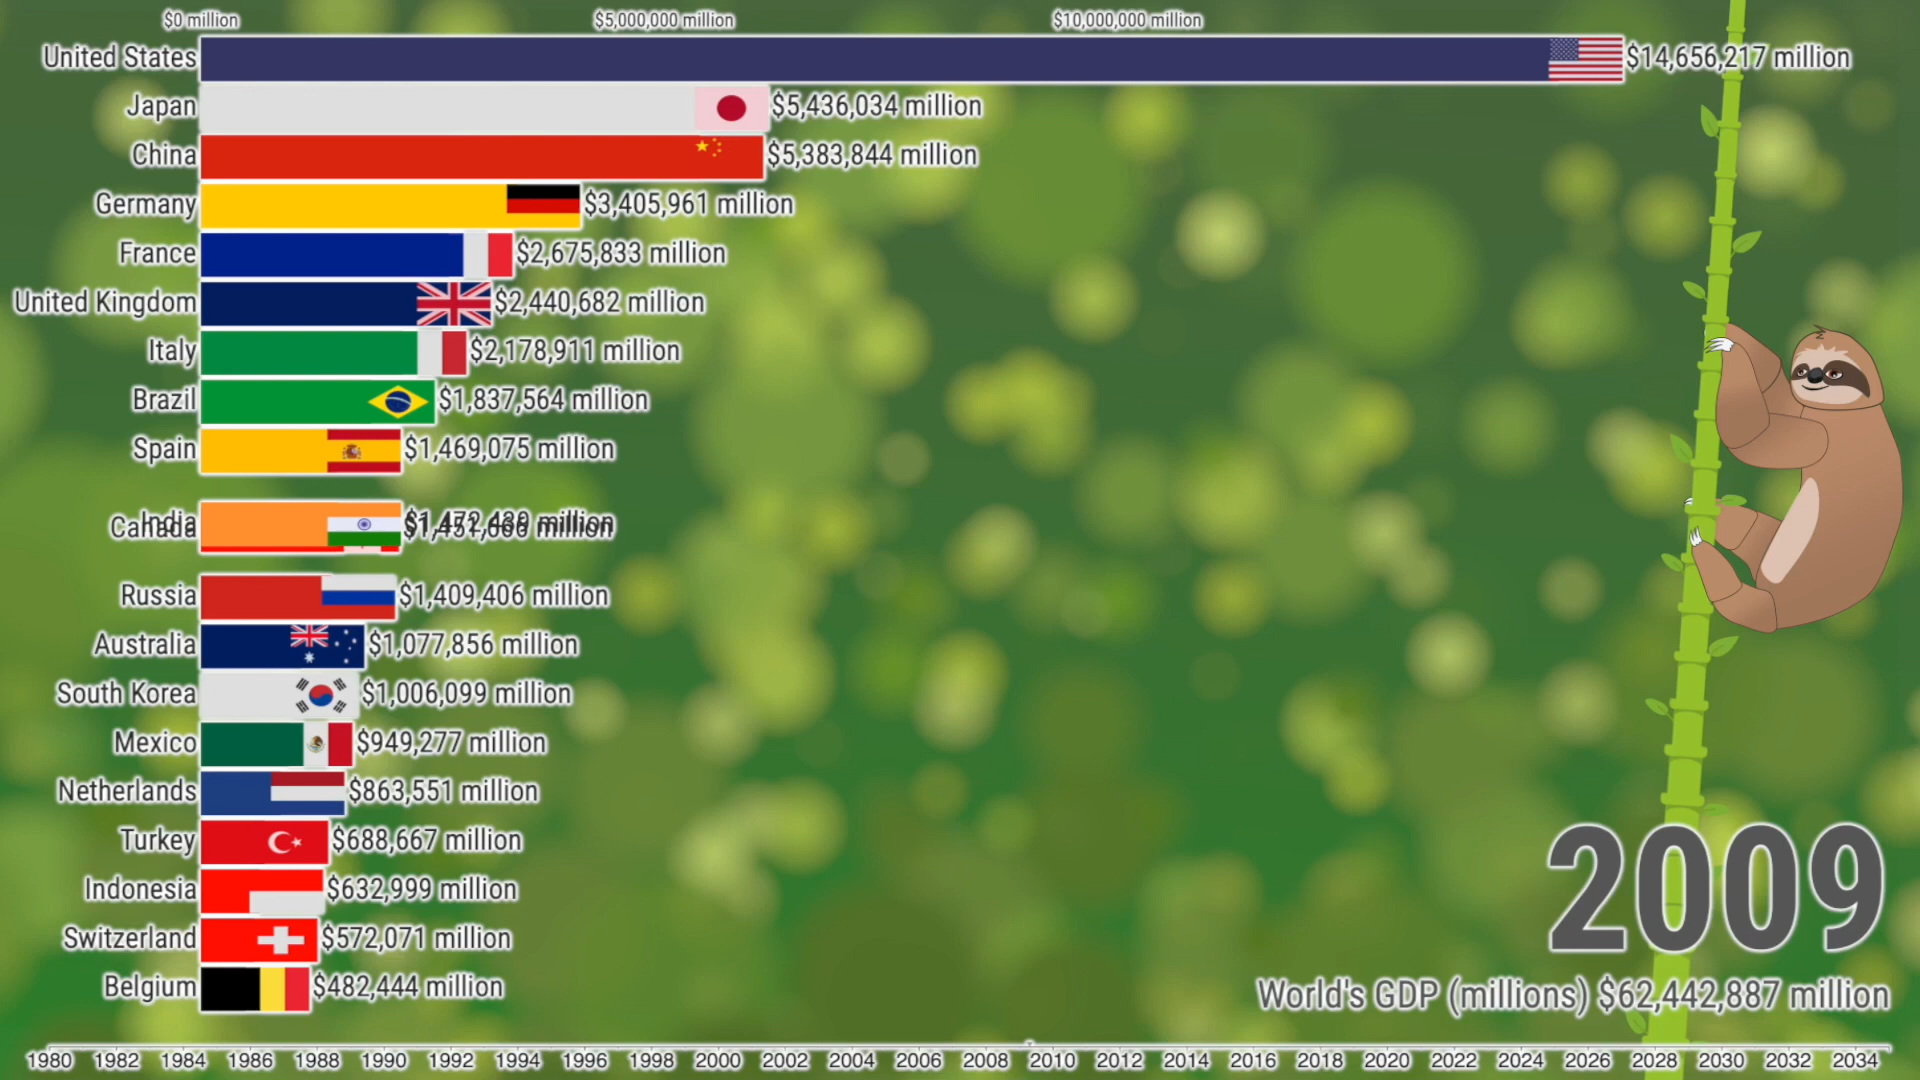 $0 million $5,000,000 million $10,000,000 million
United States $14,656,217 million
Japan $5,436,034 million
China $5,383,844 million
Germany $3,405,961 million
France $2,675,833 million
United Kingdom $2,440,682 million
Italy $2,178,911 million
Brazil $1,837,564 million
Spain $1,469,075 million
India
Canada million
Russia $1,409,406 million
Australia $1,077,856 million
South Korea $1,006,099 million
Mexico $949,277 million
Netherlands $863,551 million
Turkey $688,667 million
Indonesia $632,999 million
Switzerland $572,071 million
Belgium $482,444 million
2009
World's GDP (millions) $62,442,887 million
1980 1982 1984 1986 1988 1990 1992 1994 1996 1998 2000 2002 2004 2006 2008 2010 2012 2014 2016 2018 2020 2022 2024 2026 2028 2030 2032 2034